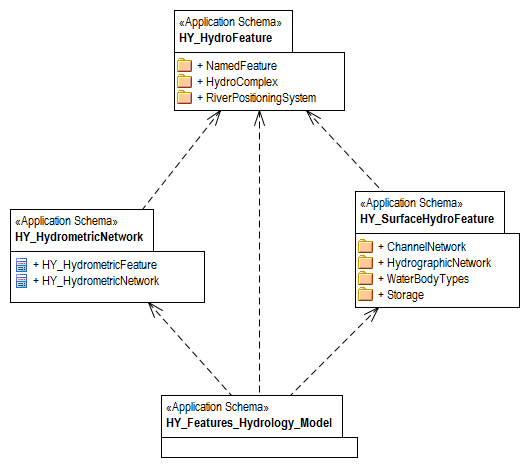 «Application Schema»
HY_HydroFeature
+ NamedFeature
+ HydroComplex
+ RiverPositioningSystem
«Application Schema»
HY_HydrometricNetwork
+ HY_HydrometricFeature
+ HY_HydrometricNetwork
«Application Schema»
HY_SurfaceHydroFeature
+ ChannelNetwork
+ HydrographicNetwork
+ WaterBodyTypes
+ Storage
«Application Schema»
HY_Features_Hydrology_Model